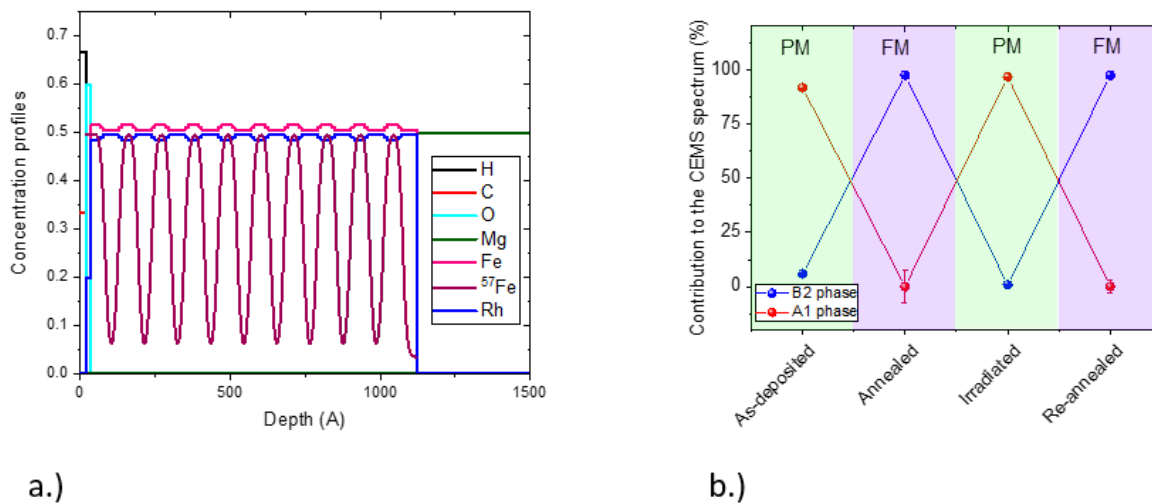 Concentration profiles
0.7
0.6
0.5
0.4
0.3
0.2
0.1
0.0
0
500
1000
1500
Depth (A)
H
C
O
Mg
Fe
⁵⁷Fe
Rh
a.)
Contribution to the CEMS spectrum (%)
100
75
50
25
0
PM
FM
PM
FM
B2 phase
A1 phase
As-deposited
Annealed
Irradiated
Re-annealed
b.)